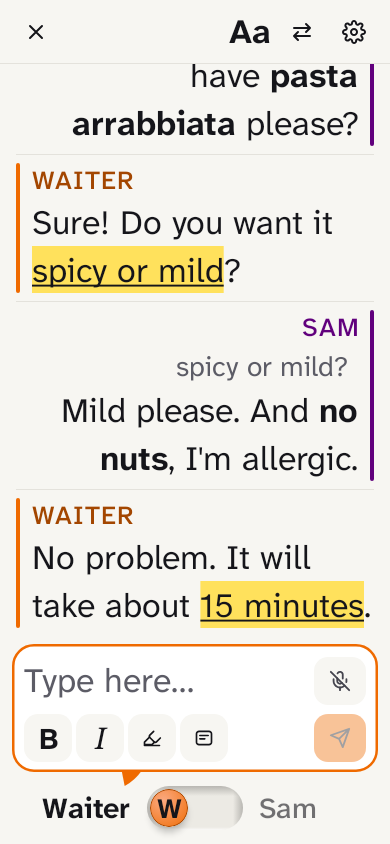 Aa
have pasta
arrabbiata please?
WAITER
Sure! Do you want it
spicy or mild?
SAM
spicy or mild?
Mild please. And no
nuts, I'm allergic.
WAITER
No problem. It will
take about 15 minutes.
Type here...
B I
Waiter W Sam